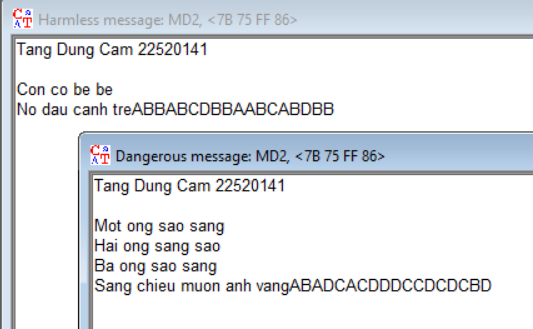 Harmless message: MD2, <7B 75 FF 86>
Tang Dung Cam 22520141
Con co be be
No dau canh treABBABCDBBAABCABDBB
Dangerous message: MD2, <7B 75 FF 86>
Tang Dung Cam 22520141
Mot ong sao sang
Hai ong sang sao
Ba ong sao sang
Sang chieu muon anh vangABADCACDDDCCDCDCBD